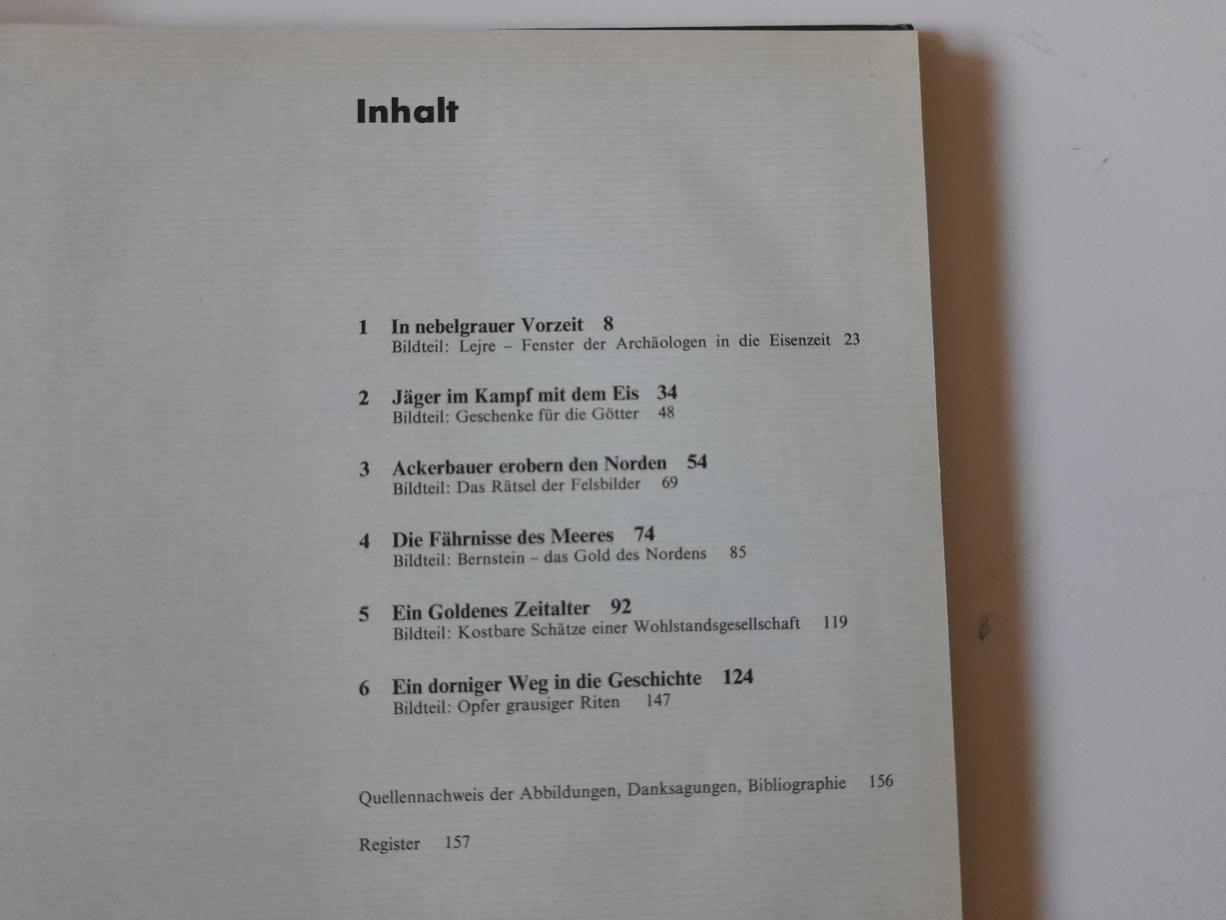 Inhalt
1 In nebelgrauer Vorzeit 8
Bildteil: Lejre – Fenster der Archäologen in die Eisenzeit 23
2 Jäger im Kampf mit dem Eis 34
Bildteil: Geschenke für die Götter 48
3 Ackerbauer erobern den Norden 54
Bildteil: Das Rätsel der Felsbilder 69
4 Die Fährnisse des Meeres 74
Bildteil: Bernstein – das Gold des Nordens 85
5 Ein Goldenes Zeitalter 92
Bildteil: Kostbare Schätze einer Wohlstandsgesellschaft 119
6 Ein dorniger Weg in die Geschichte 124
Bildteil: Opfer grausiger Riten 147
Quellennachweis der Abbildungen, Danksagungen, Bibliographie 156
Register 157